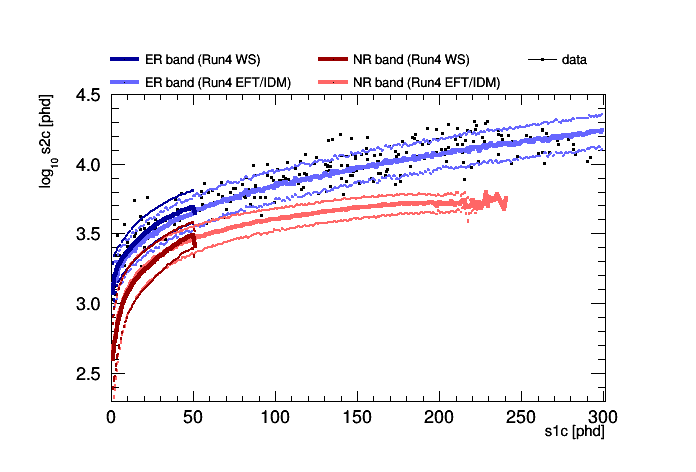 ER band (Run4 WS) NR band (Run4 WS) data
ER band (Run4 EFT/IDM) NR band (Run4 EFT/IDM)
log10 s2c [phd]
4.5
4.0
3.5
3.0
2.5
0 50 100 150 200 250 300
s1c [phd]